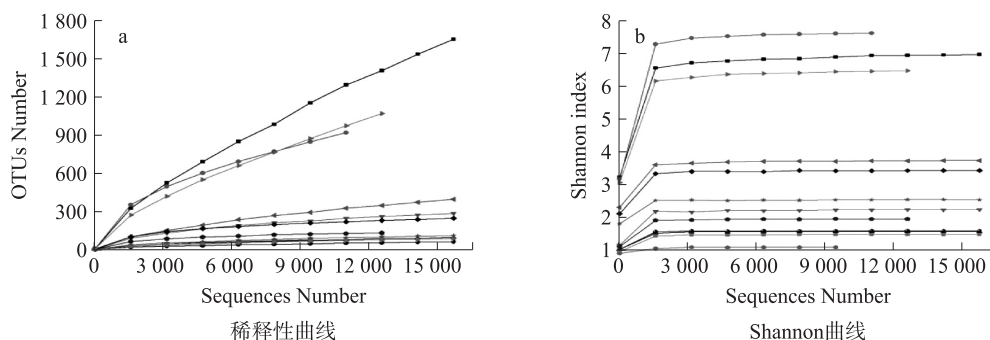 1 800
1 500
1 200
900
600
300
0
OTUs Number
a
0 3 000 6 000 9 000 12 000 15 000
Sequences Number
稀释性曲线
8
7
6
5
4
3
2
1
Shannon index
b
0 3 000 6 000 9 000 12 000 15 000
Sequences Number
Shannon曲线